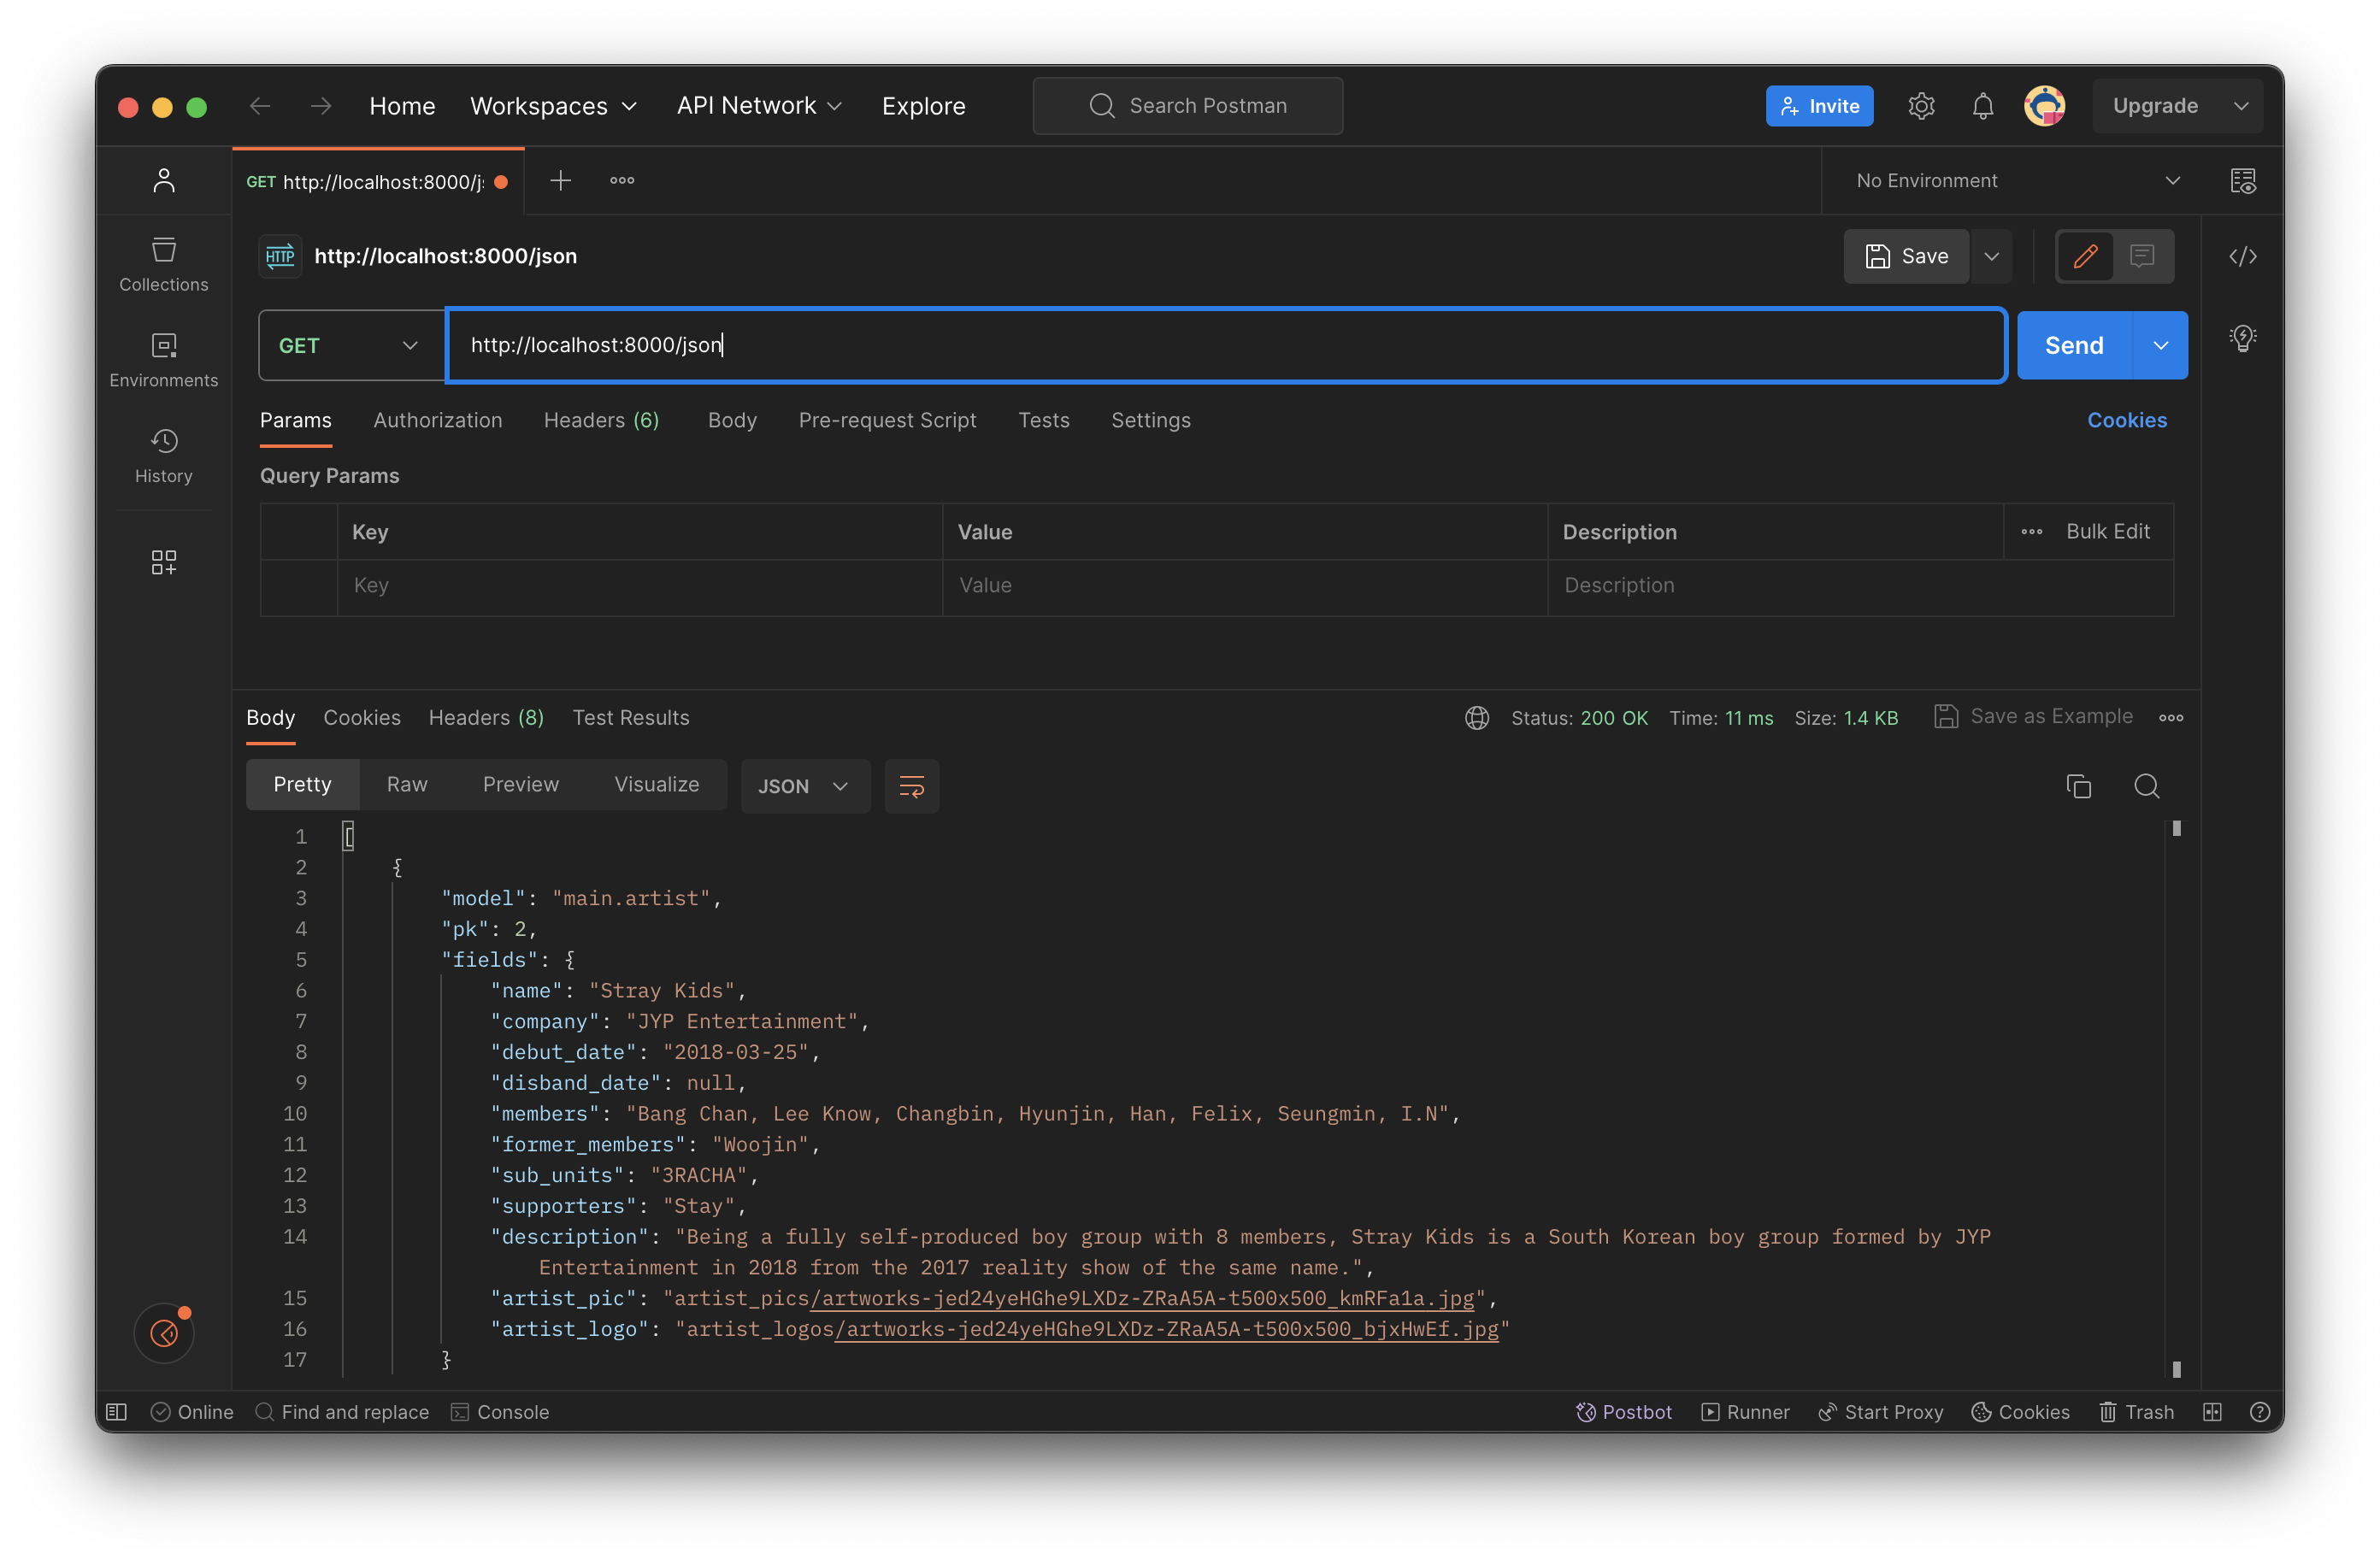 Home Workspaces API Network Explore Search Postman Invite Upgrade
GET http://localhost:8000/js No Environment
Collections
Environments
History
HTTP http://localhost:8000/json Save
GET http://localhost:8000/json Send
Params Authorization Headers (6) Body Pre-request Script Tests Settings Cookies
Query Params
Key Value Description Bulk Edit
Key Value Description
Body Cookies Headers (8) Test Results Status: 200 OK Time: 11 ms Size: 1.4 KB Save as Example
Pretty Raw Preview Visualize JSON
1 [
2 {
3 "model": "main.artist",
4 "pk": 2,
5 "fields": {
6 "name": "Stray Kids",
7 "company": "JYP Entertainment",
8 "debut_date": "2018-03-25",
9 "disband_date": null,
10 "members": "Bang Chan, Lee Know, Changbin, Hyunjin, Han, Felix, Seungmin, I.N",
11 "former_members": "Woojin",
12 "sub_units": "3RACHA",
13 "supporters": "Stay",
14 "description": "Being a fully self-produced boy group with 8 members, Stray Kids is a South Korean boy group formed by JYP
Entertainment in 2018 from the 2017 reality show of the same name.",
15 "artist_pic": "artist_pics/artworks-jed24yeHGhe9LXDz-ZRaA5A-t500x500_kmRFa1a.jpg",
16 "artist_logo": "artist_logos/artworks-jed24yeHGhe9LXDz-ZRaA5A-t500x500_bjxHwEf.jpg"
17 }
Online Find and replace Console Postbot Runner Start Proxy Cookies Trash